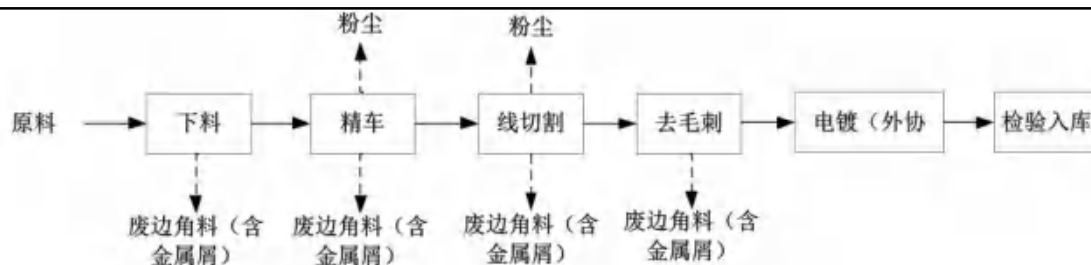 粉尘
粉尘
原料
下料
精车
线切割
去毛刺
电镀（外协
检验入库
废边角料（含
金属屑）
废边角料（含
金属屑）
废边角料（含
金属屑）
废边角料（含
金属屑）